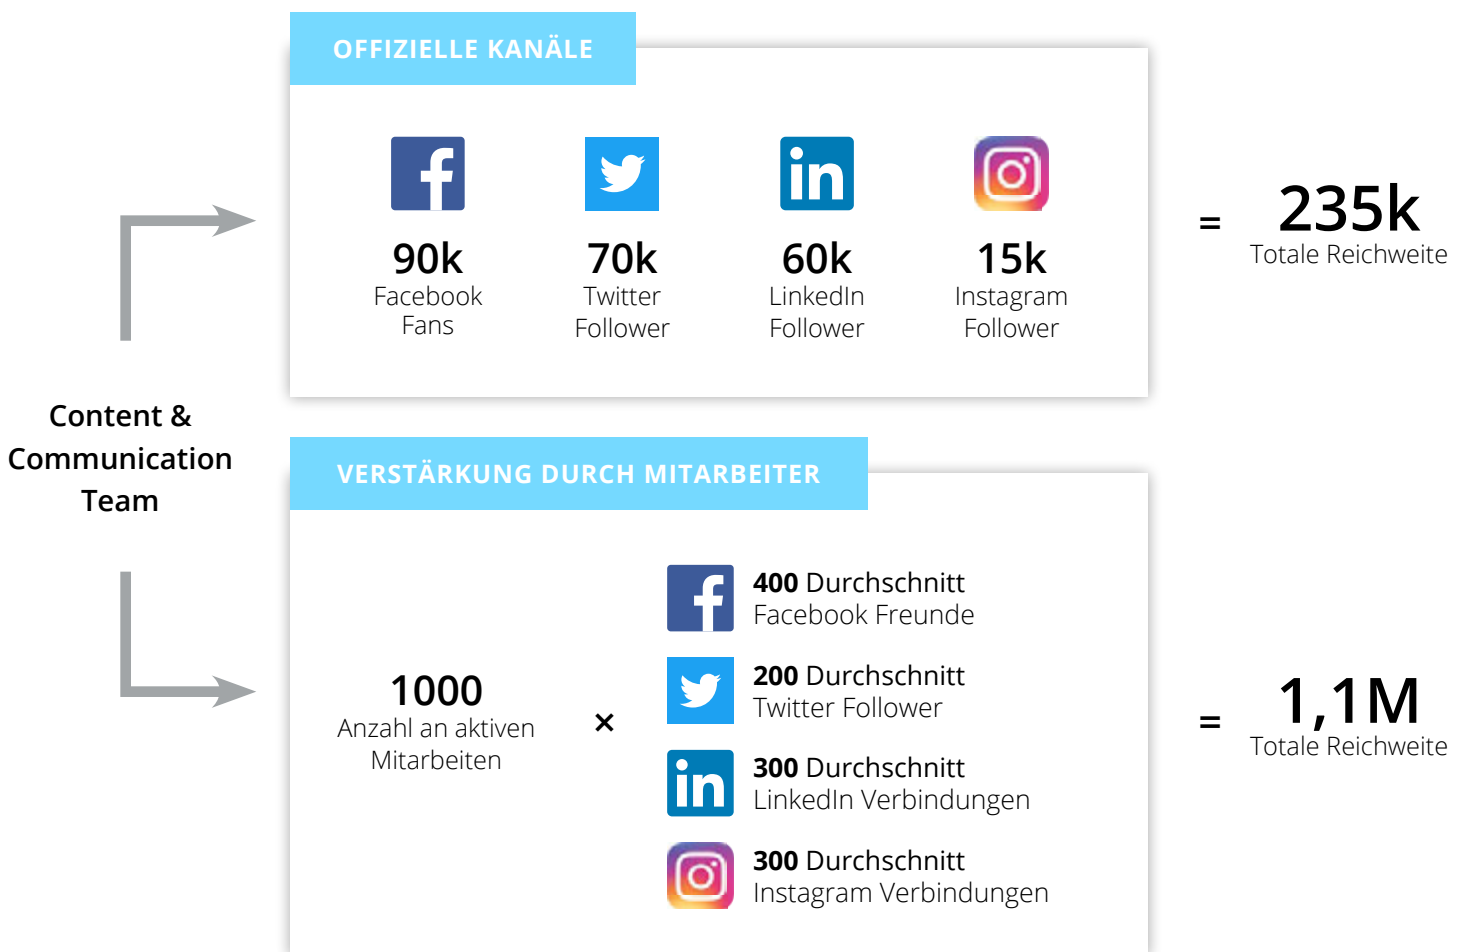 OFFIZIELLE KANÄLE
90k
Facebook
Fans
70k
Twitter
Follower
60k
LinkedIn
Follower
15k
Instagram
Follower
=
235k
Totale Reichweite
Content &
Communication
Team
VERSTÄRKUNG DURCH MITARBEITER
1000
Anzahl an aktiven
Mitarbeiten
×
400 Durchschnitt
Facebook Freunde
200 Durchschnitt
Twitter Follower
300 Durchschnitt
LinkedIn Verbindungen
300 Durchschnitt
Instagram Verbindungen
=
1,1M
Totale Reichweite